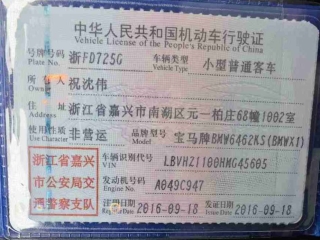 中华人民共和国机动车行驶证
Vehicle License of the People's Republic of China
号牌号码 浙FD725G 车辆类型 小型普通客车
Plate No. Vehicle Type
所有人 祝沈伟
Owner
住址 浙江省嘉兴市南湖区元一柏庄68幢1002室
Address
使用性质 非营运 品牌型号 宝马牌BMW6462KS(BMWX1)
Use Character Model
浙江省嘉兴
市公安局交
通警察支队
车辆识别代号 LBVHZ1100HMG45605
VIN
发动机号码 A049C947
Engine No.
注册日期 2016-09-18 发证日期 2016-09-18
Register Date Issue Date